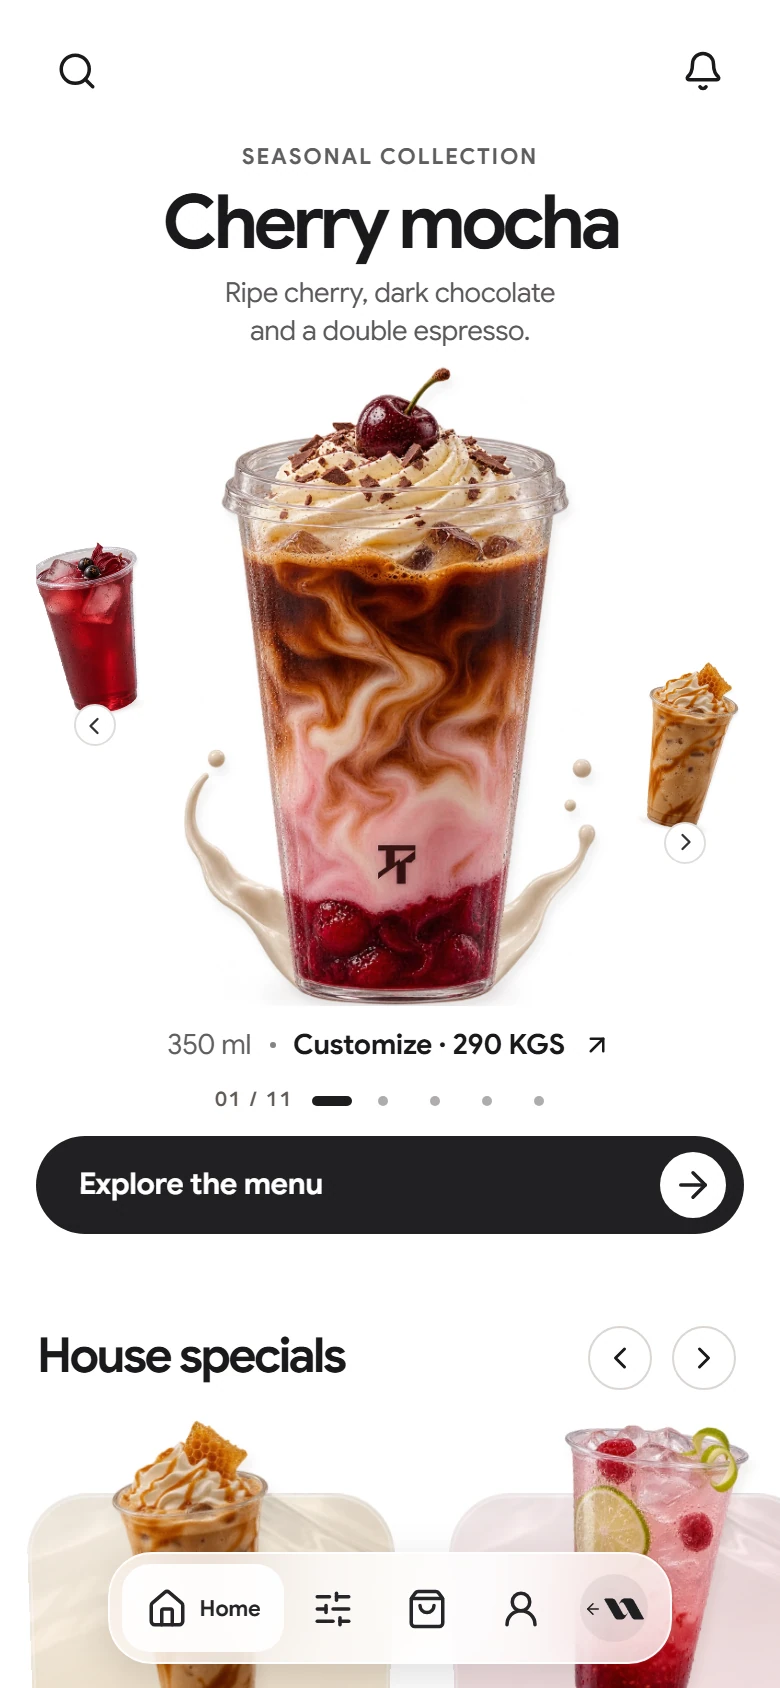 SEASONAL COLLECTION
Cherry mocha
Ripe cherry, dark chocolate
and a double espresso.
350 ml • Customize · 290 KGS
01 / 11
Explore the menu
House specials
Home